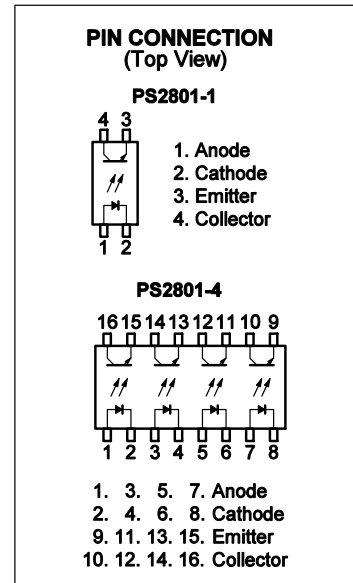 PIN CONNECTION
(Top View)
PS2801-1
4 3
1. Anode
2. Cathode
3. Emitter
4. Collector
1 2
PS2801-4
16 15 14 13 12 11 10 9
1 2 3 4 5 6 7 8
1. 3. 5. 7. Anode
2. 4. 6. 8. Cathode
9. 11. 13. 15. Emitter
10. 12. 14. 16. Collector